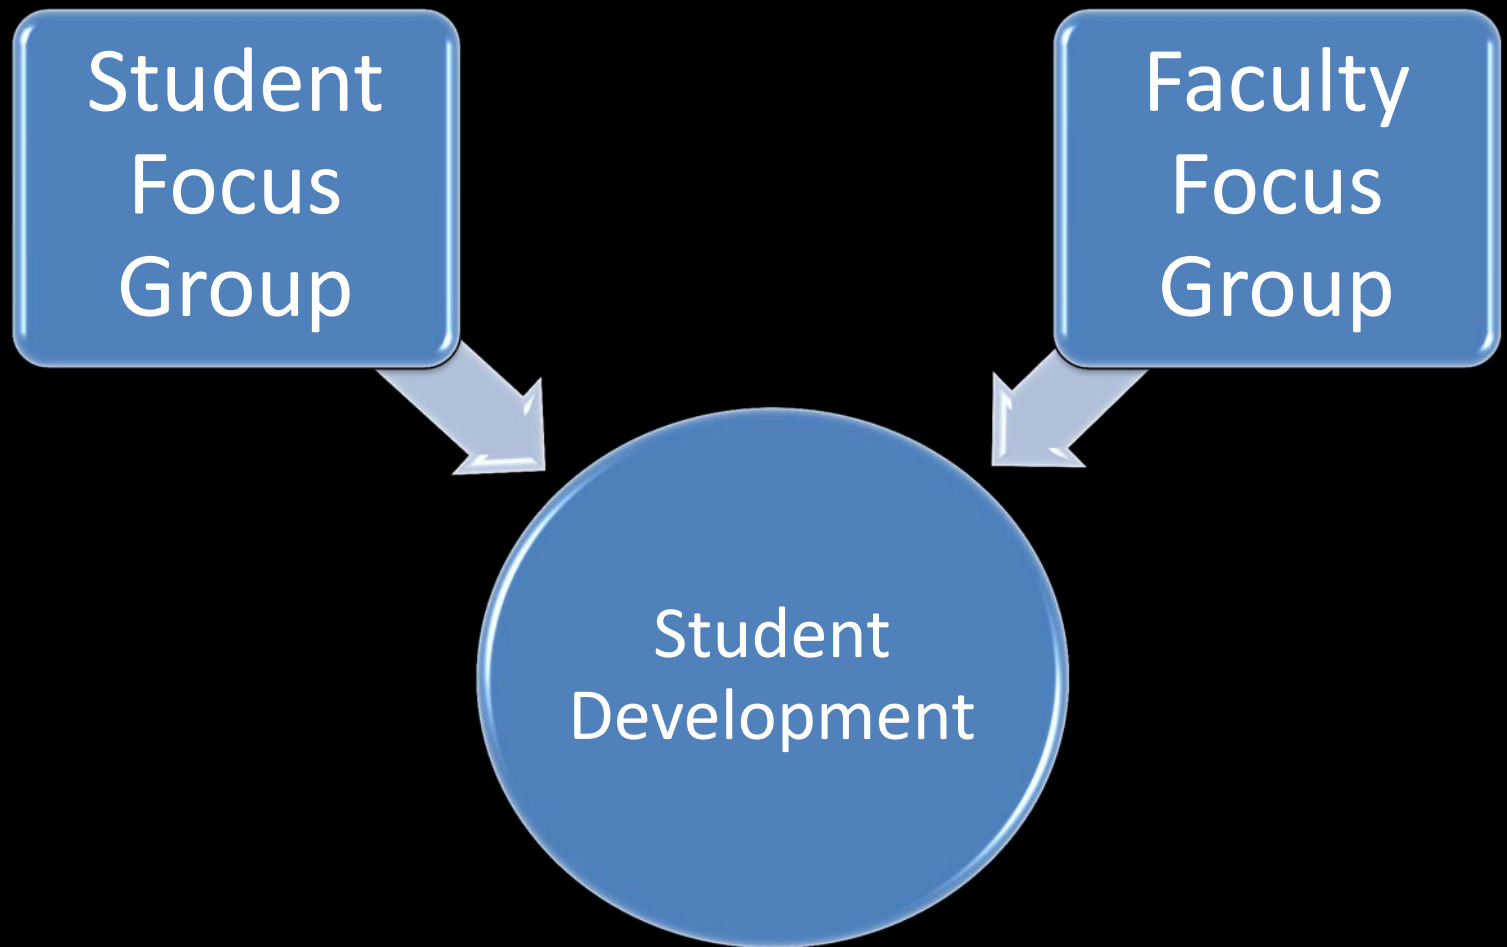 Student
Focus
Group
Faculty
Focus
Group
Student
Development